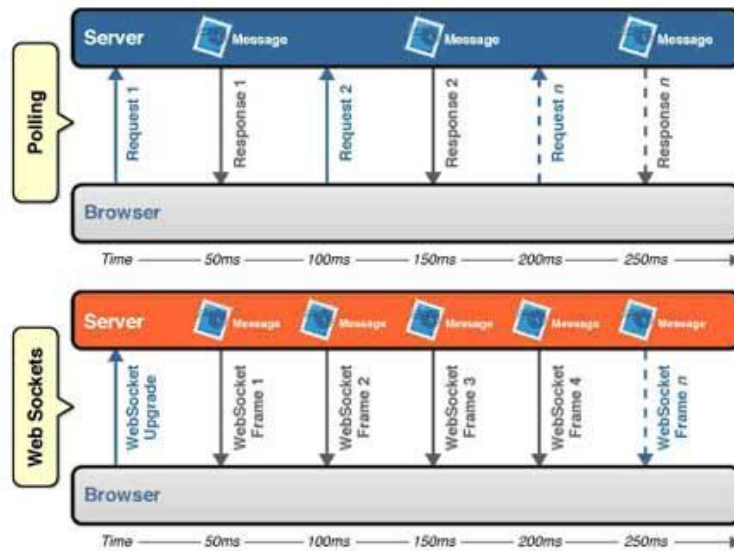 Polling
Server
Message
Message
Message
Request 1
Response 1
Request 2
Response 2
Request n
Response n
Browser
Time
50ms
100ms
150ms
200ms
250ms
Web Sockets
Server
Message
Message
Message
Message
Message
WebSocket
Upgrade
WebSocket
Frame 1
WebSocket
Frame 2
WebSocket
Frame 3
WebSocket
Frame 4
WebSocket
Frame n
Browser
Time
50ms
100ms
150ms
200ms
250ms